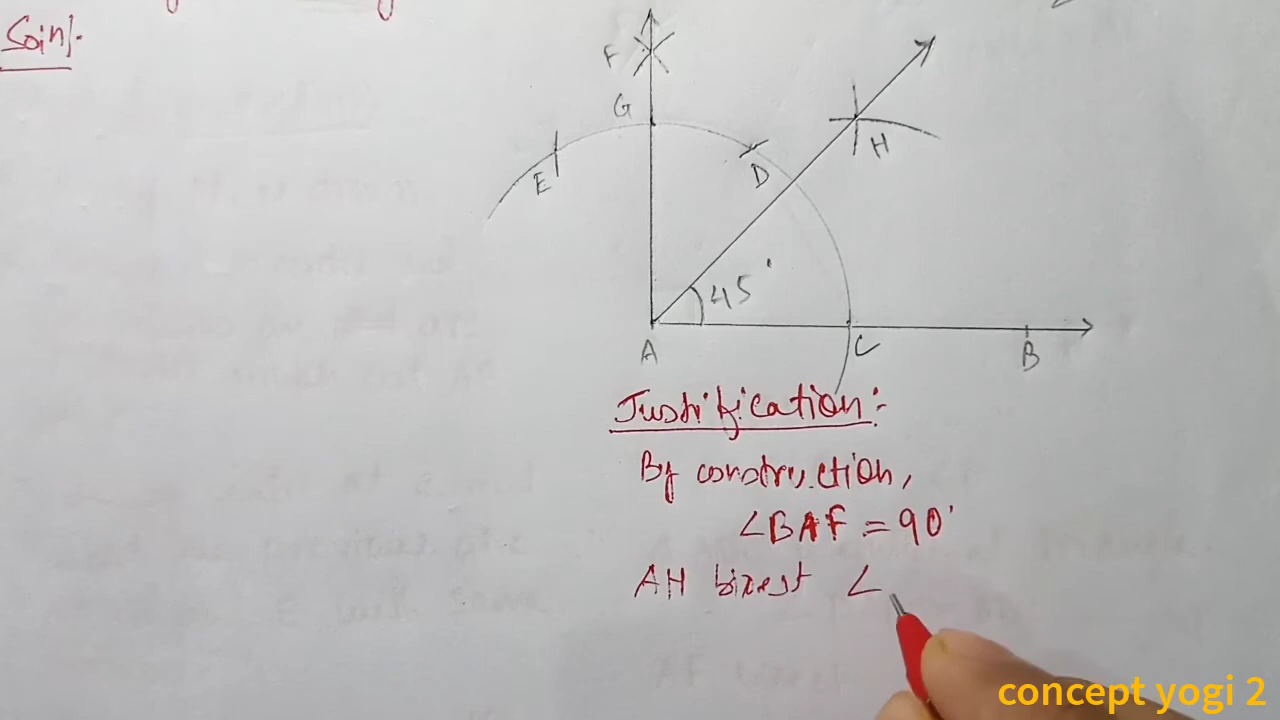 Soln/:
F
G
E
D
H
45°
A
C
B
Justification:
By construction,
∠BAF = 90°
AH bisect ∠
concept yogi 2